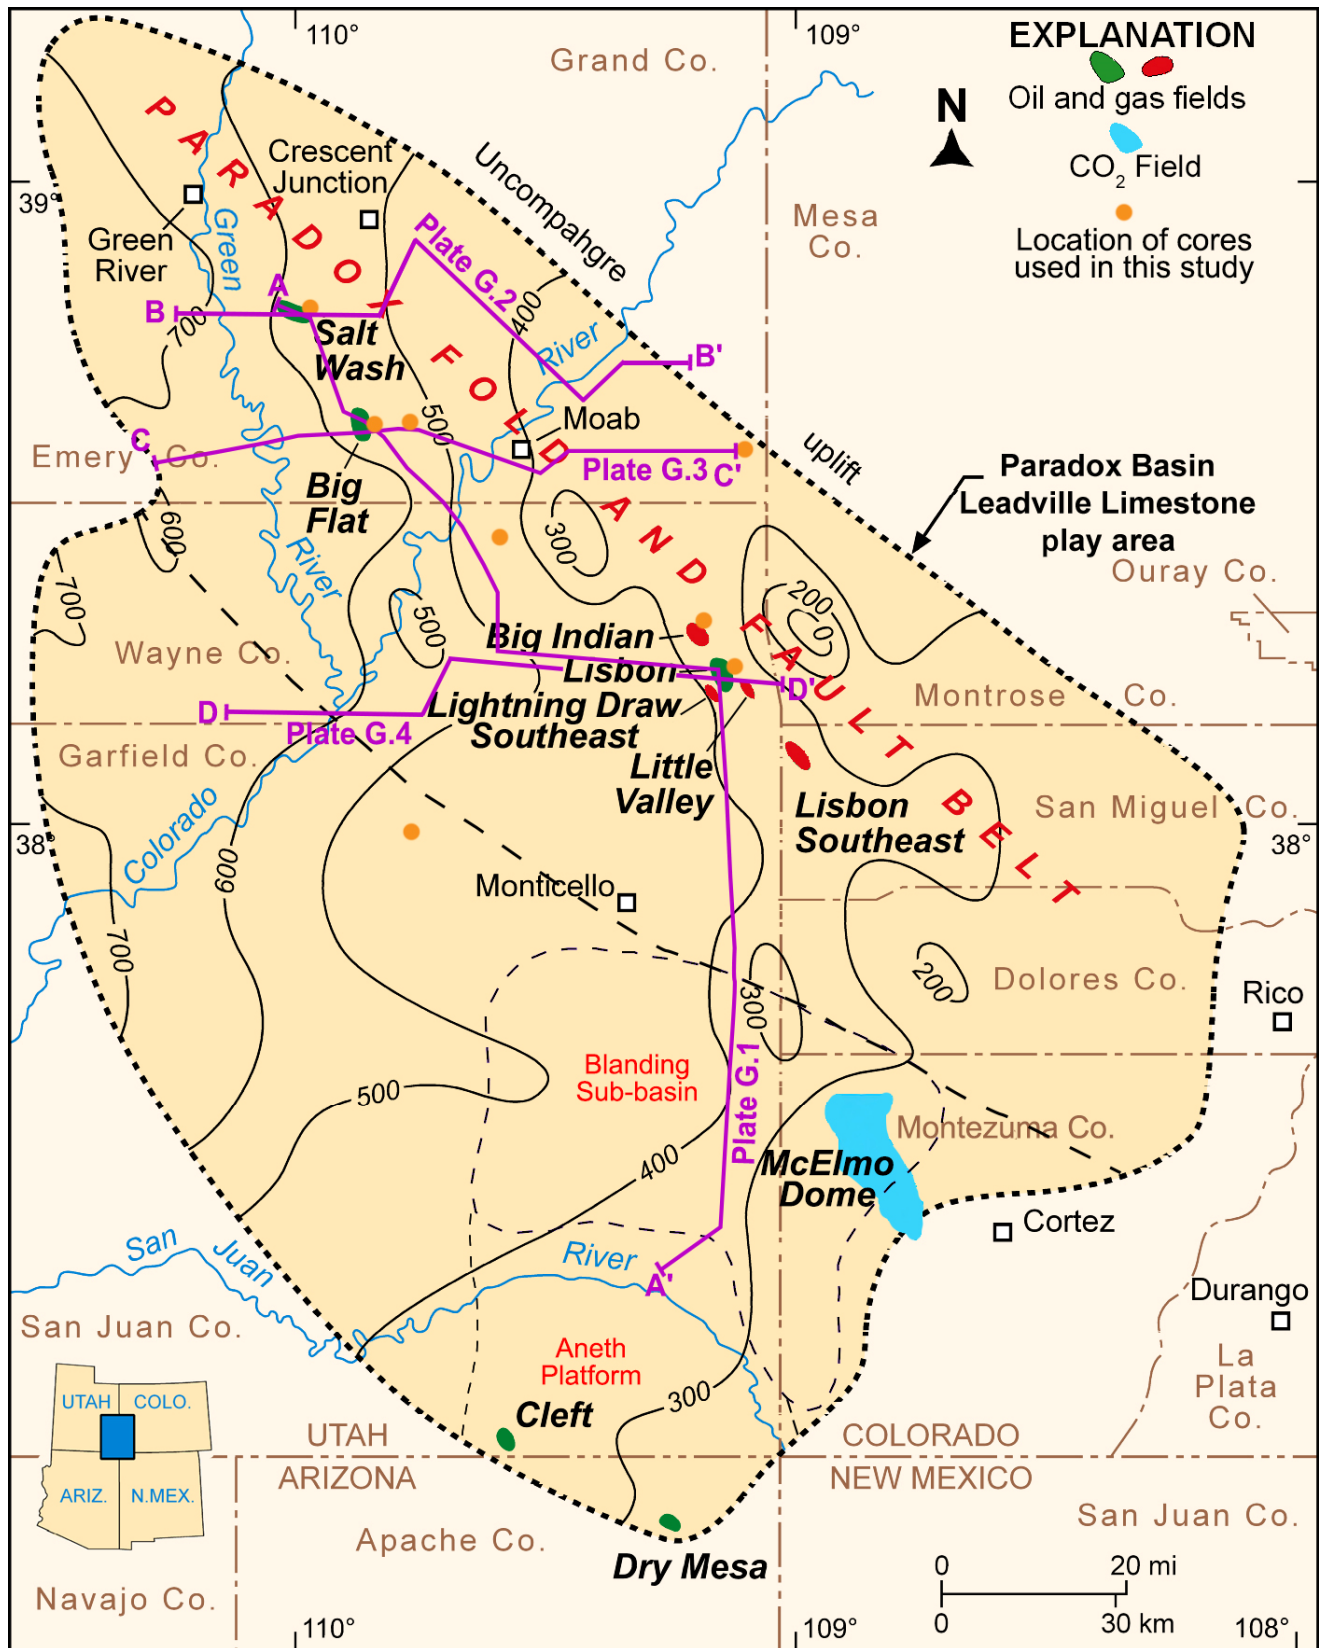 110°
109°
EXPLANATION
Oil and gas fields
CO2 Field
Location of cores
used in this study
N
Grand Co.
Mesa
Co.
39°
PARADOX FOLD AND FAULT BELT
Crescent
Junction
Green
River
Green
Uncompahgre
uplift
Plate G.2
A
B
B'
700
400
River
Salt
Wash
500
Moab
C
Emery Co.
Plate G.3
C'
Big
Flat
Paradox Basin
Leadville Limestone
play area
600
300
River
Ouray Co.
700
500
200
0
Wayne Co.
Big Indian
Lisbon
D'
Lightning Draw
Southeast
D
Plate G.4
Montrose Co.
Garfield Co.
Little
Valley
Lisbon
Southeast
San Miguel Co.
38°
38°
Colorado
600
Monticello
700
300
200
Dolores Co.
Rico
Blanding
Sub-basin
500
Plate G.1
Montezuma Co.
400
McElmo
Dome
Cortez
San Juan
River
A'
Durango
San Juan Co.
Aneth
Platform
La
Plata
Co.
300
Cleft
UTAH
COLO.
ARIZ.
N.MEX.
UTAH
COLORADO
ARIZONA
NEW MEXICO
Apache Co.
San Juan Co.
Dry Mesa
Navajo Co.
0
20 mi
0
30 km
110°
109°
108°